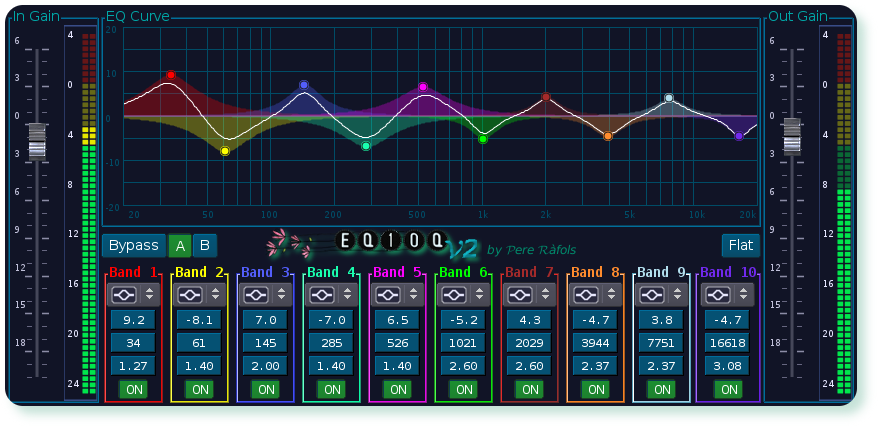 In Gain EQ Curve Out Gain
6 3 0 3 6 9 12 15 18
4 0 4 8 12 16 20 24
20 10 0 -10 -20
20 50 100 200 500 1k 2k 5k 10k 20k
6 3 0 3 6 9 12 15 18
4 0 4 8 12 16 20 24
Bypass A B EQ10Q V2 by Pere Ràfols Flat
Band 1 Band 2 Band 3 Band 4 Band 5 Band 6 Band 7 Band 8 Band 9 Band 10
9.2 -8.1 7.0 -7.0 6.5 -5.2 4.3 -4.7 3.8 -4.7
34 61 145 285 526 1021 2029 3944 7751 16618
1.27 1.40 2.00 1.40 1.40 2.60 2.60 2.37 2.37 3.08
ON ON ON ON ON ON ON ON ON ON